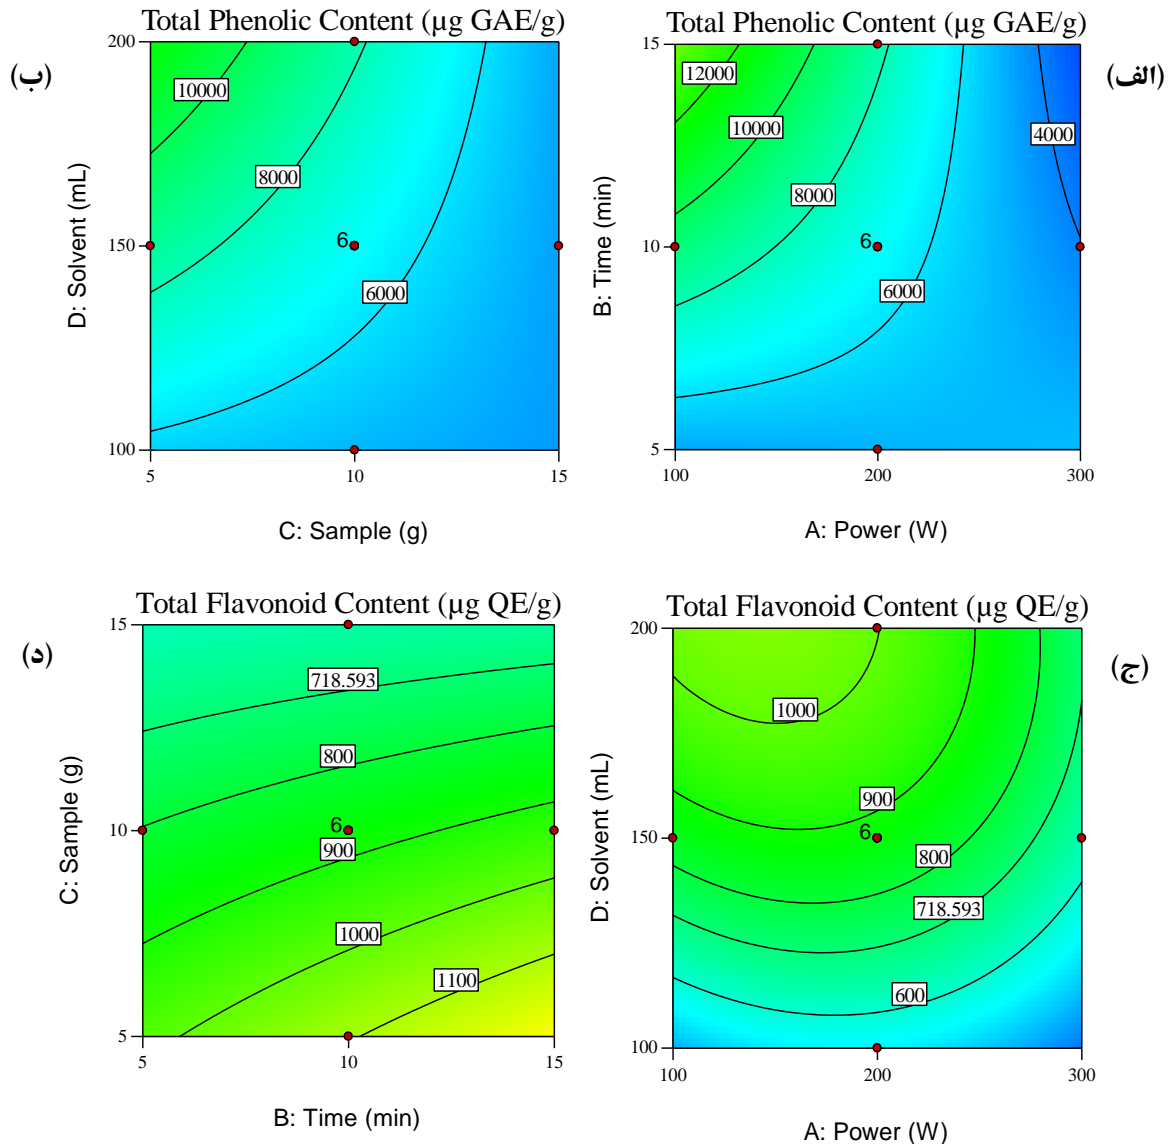 Total Phenolic Content (µg GAE/g)
(ب)
200
150
100
D: Solvent (mL)
10000
8000
6
6000
5
10
15
C: Sample (g)
Total Phenolic Content (µg GAE/g)
(الف)
15
10
5
B: Time (min)
12000
10000
8000
4000
6
6000
100
200
300
A: Power (W)
Total Flavonoid Content (µg QE/g)
(د)
15
10
5
C: Sample (g)
718.593
800
6
900
1000
1100
5
10
15
B: Time (min)
Total Flavonoid Content (µg QE/g)
(ج)
200
150
100
D: Solvent (mL)
1000
900
6
800
718.593
600
100
200
300
A: Power (W)